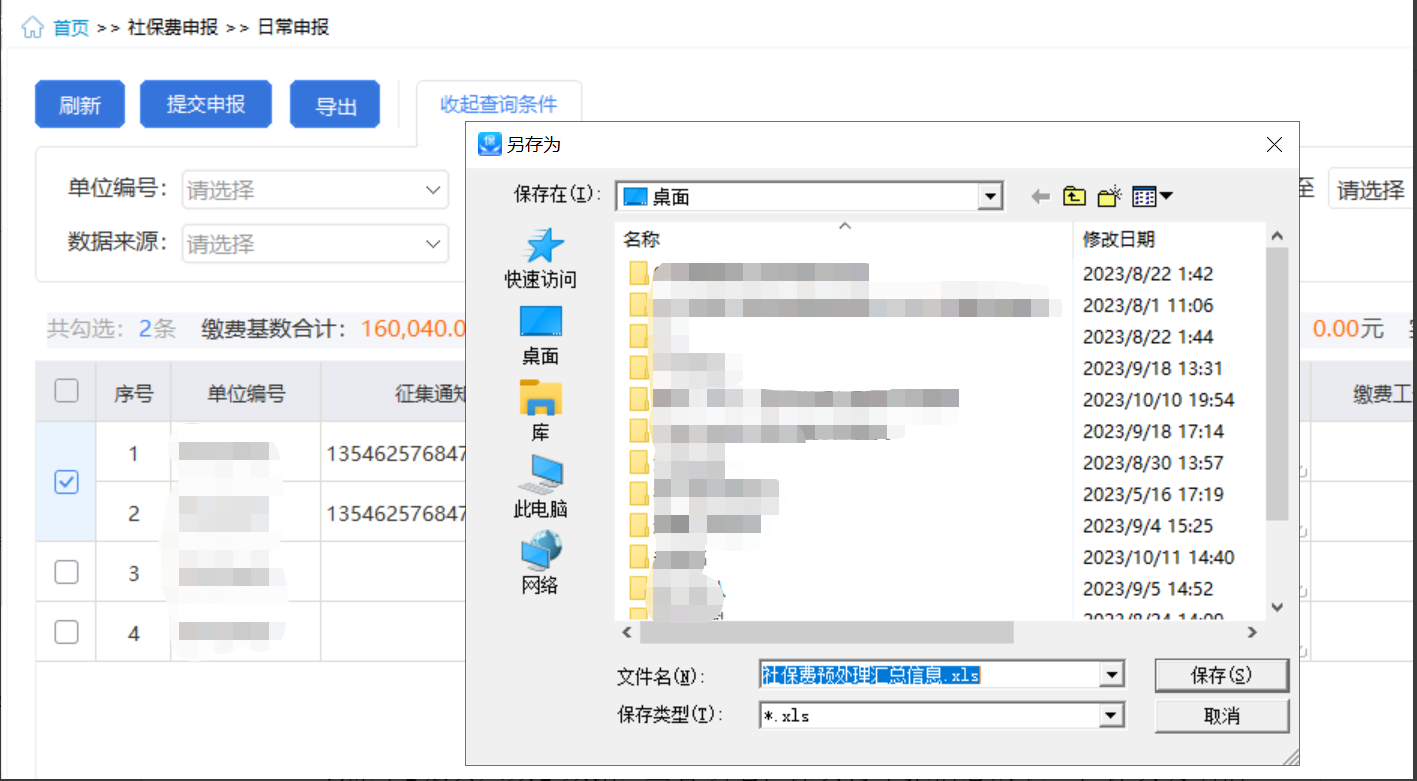 首页 >> 社保费申报 >> 日常申报
刷新 提交申报 导出 收起查询条件
单位编号： 请选择
至 请选择
数据来源： 请选择
共勾选：2条 缴费基数合计：160,040.0
0.00元
序号 单位编号 征集通知
缴费工
1 135462576847
2 135462576847
3
4
另存为
保存在(I)： 桌面
快速访问
桌面
库
此电脑
网络
名称 修改日期
2023/8/22 1:42
2023/8/1 11:06
2023/8/22 1:44
2023/9/18 13:31
2023/10/10 19:54
2023/9/18 17:14
2023/8/30 13:57
2023/5/16 17:19
2023/9/4 15:25
2023/10/11 14:40
2023/9/5 14:52
文件名(N)： 社保费预处理汇总信息.xls 保存(S)
保存类型(T)： *.xls 取消